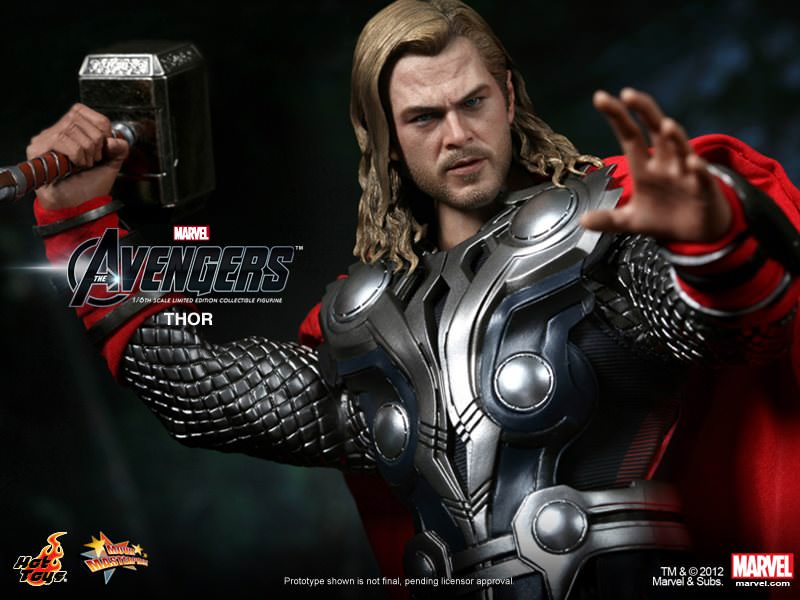 MARVEL
THE AVENGERS™
1/6TH SCALE LIMITED EDITION COLLECTIBLE FIGURINE
THOR
HOT TOYS
MOVIE MASTERPIECE
Prototype shown is not final, pending licensor approval.
TM & © 2012
Marvel & Subs.
MARVEL
marvel.com